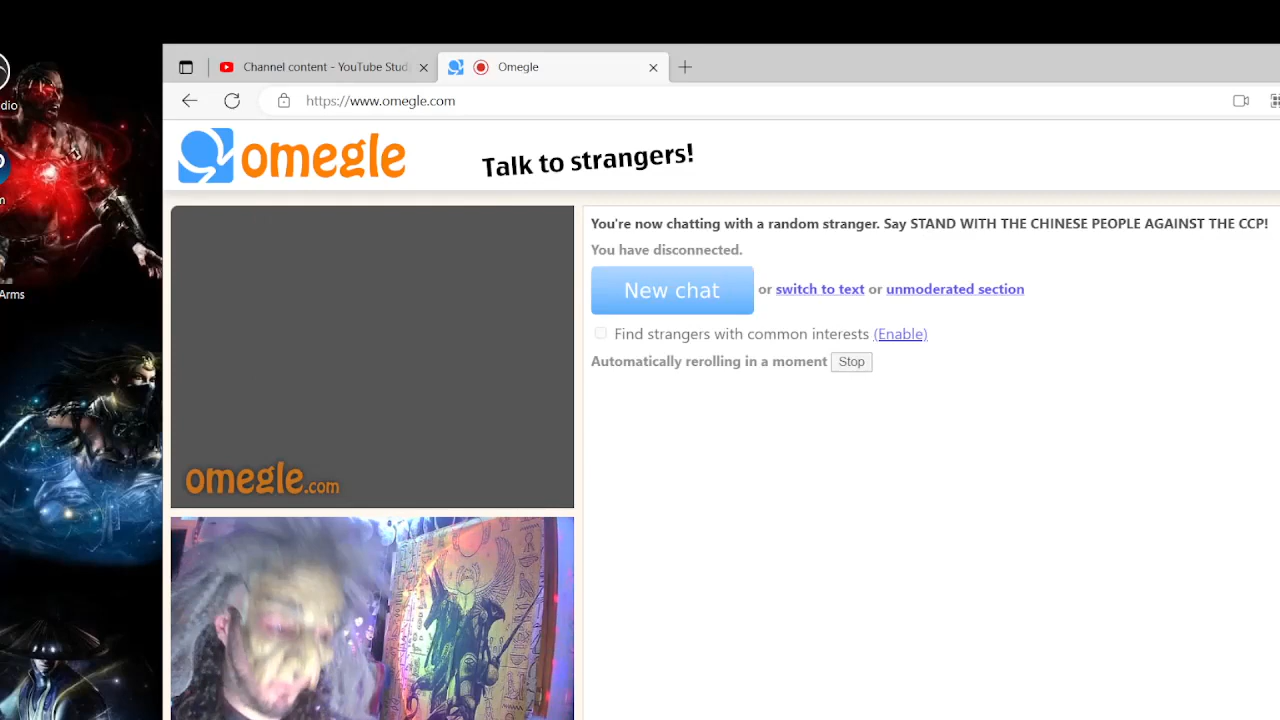 Channel content - YouTube Stud
Omegle
dio
https://www.omegle.com
omegle
Talk to strangers!
m
You're now chatting with a random stranger. Say STAND WITH THE CHINESE PEOPLE AGAINST THE CCP!
You have disconnected.
New chat or switch to text or unmoderated section
Arms
Find strangers with common interests (Enable)
Automatically rerolling in a moment Stop
omegle.com